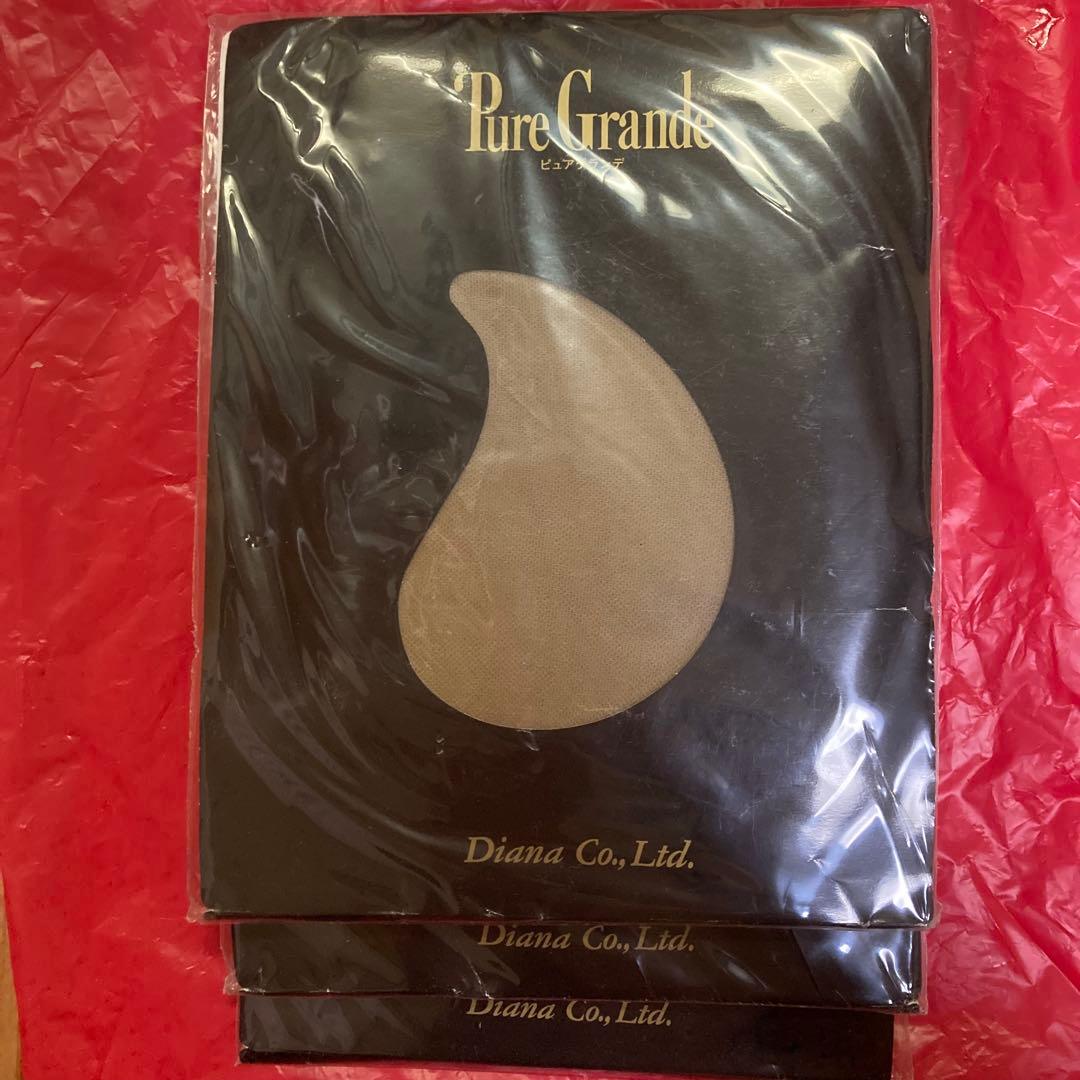 Pure Grande
ピュアグランデ
Diana Co., Ltd.
Diana Co., Ltd.
Diana Co., Ltd.